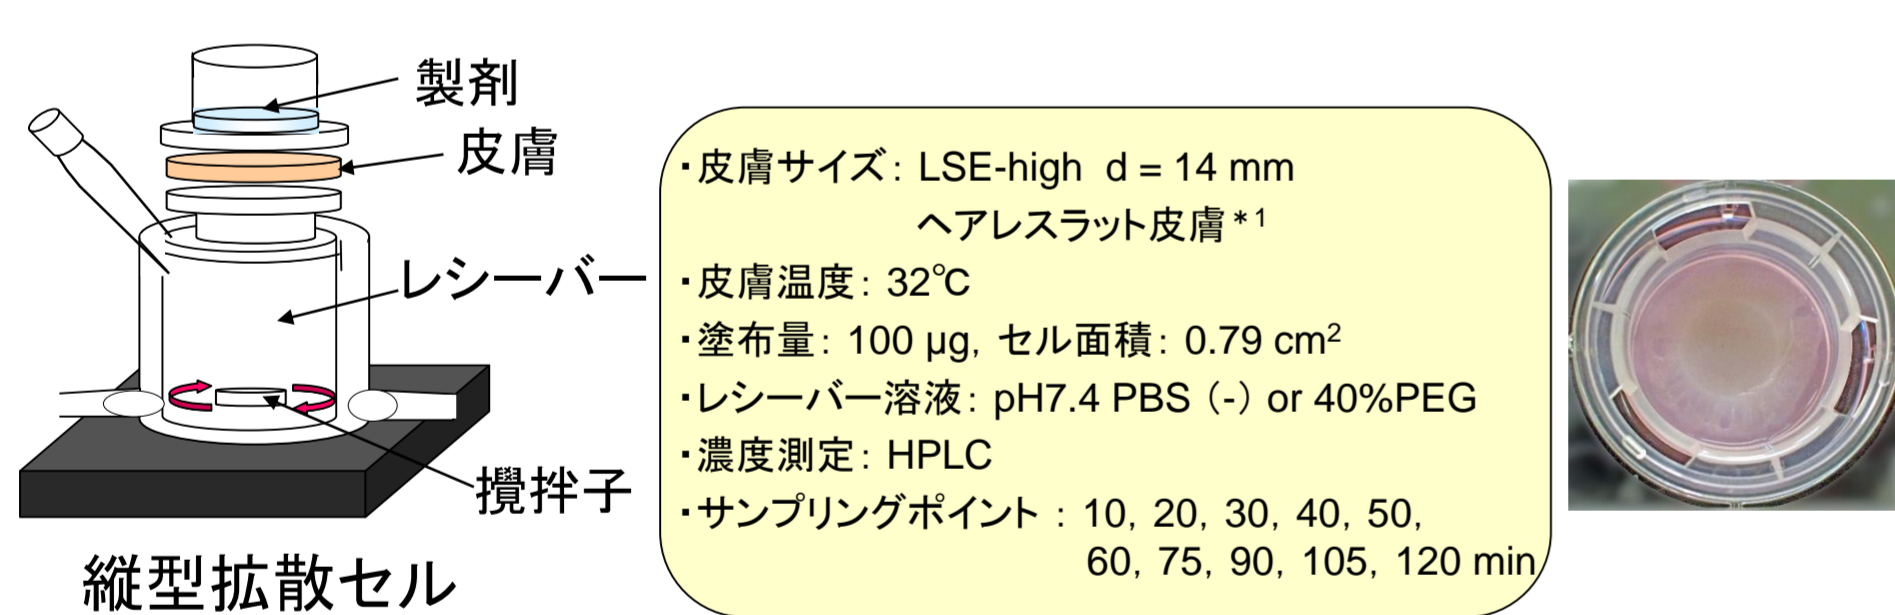 製剤
皮膚
レシーバー
攪拌子
縦型拡散セル
・皮膚サイズ： LSE-high d = 14 mm
ヘアレスラット皮膚＊1
・皮膚温度： 32℃
・塗布量： 100 μg，セル面積： 0.79 cm²
・レシーバー溶液： pH7.4 PBS （-） or 40%PEG
・濃度測定： HPLC
・サンプリングポイント ： 10，20，30，40，50，
60，75，90，105，120 min